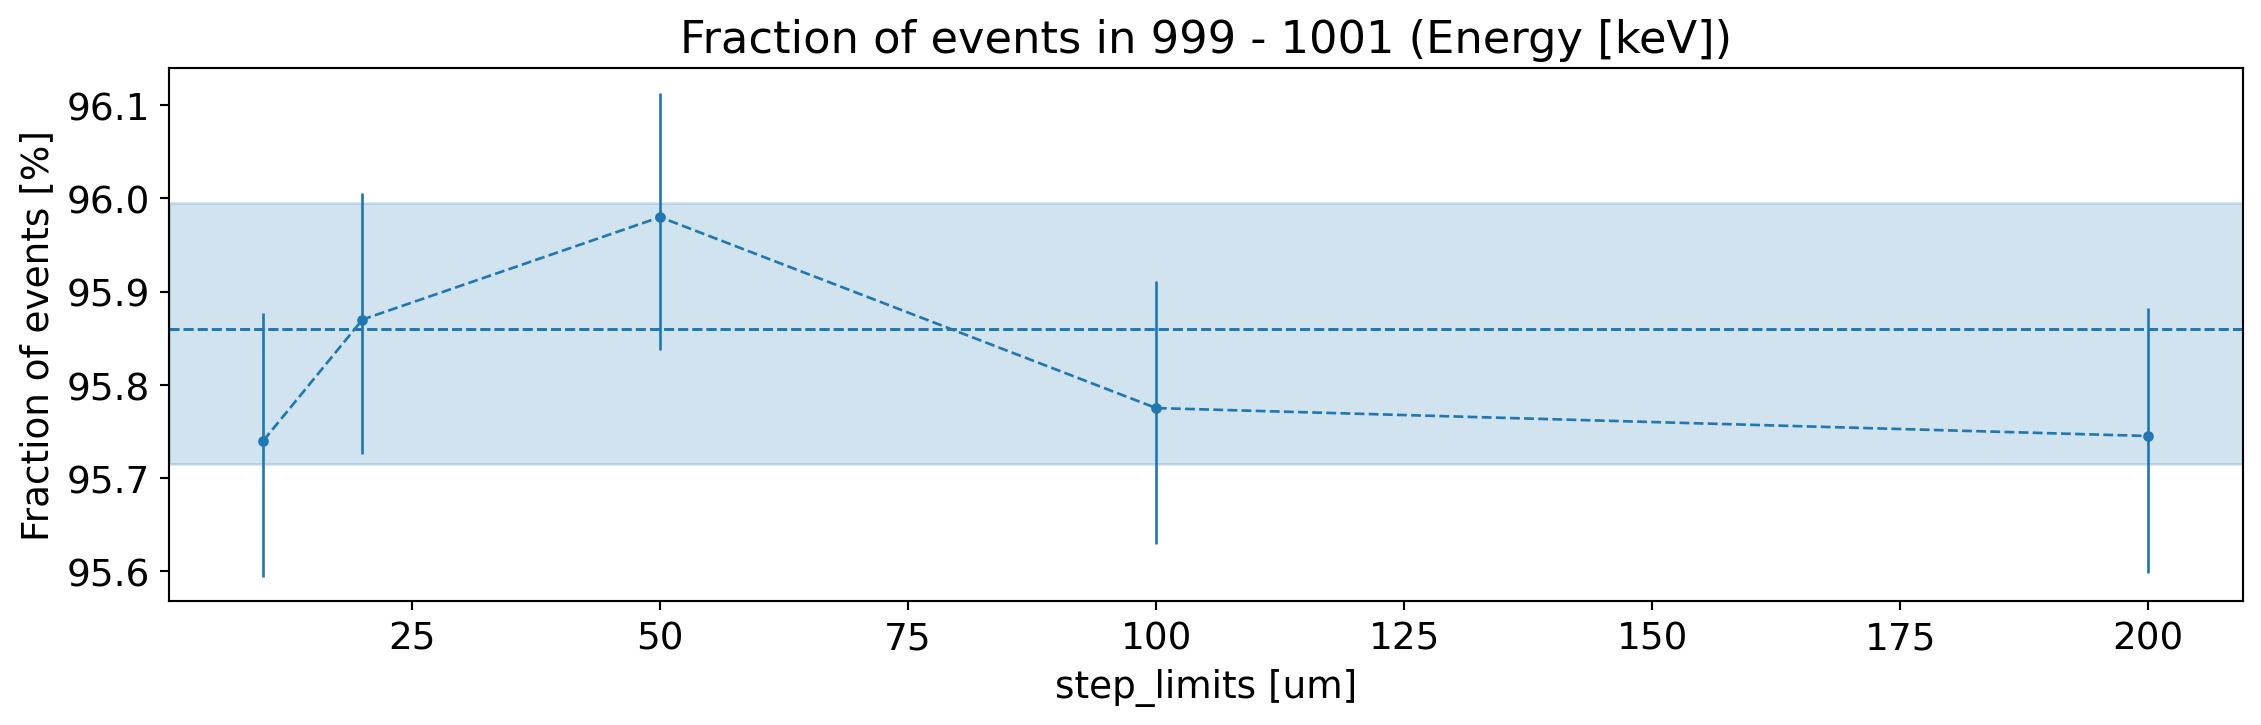 Fraction of events in 999 - 1001 (Energy [keV])
Fraction of events [%]
96.1
96.0
95.9
95.8
95.7
95.6
25 50 75 100 125 150 175 200
step_limits [um]